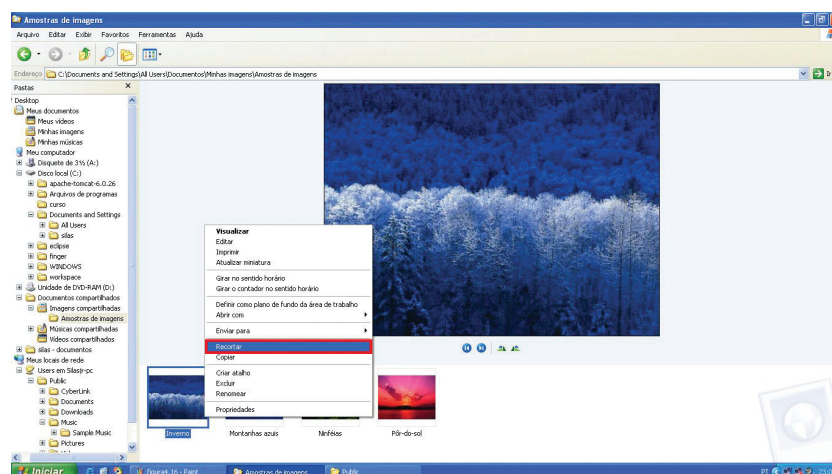 Amostras de imagens
Arquivo Editar Exibir Favoritos Ferramentas Ajuda
Endereço C:\Documents and Settings\All Users\Documentos\Minhas imagens\Amostras de imagens Ir
Pastas
Desktop
Meus documentos
Meus vídeos
Minhas imagens
Minhas músicas
Meu computador
Disquete de 3½ (A:)
Disco local (C:)
apache-tomcat-6.0.26
Arquivos de programas
curso
Documents and Settings
All Users
silas
eclipse
finger
WINDOWS
workspace
Unidade de DVD-RAM (D:)
Documentos compartilhados
Imagens compartilhadas
Amostras de imagens
Músicas compartilhadas
Vídeos compartilhados
silas - documentos
Meus locais de rede
Users em Silasjr-pc
Public
CyberLink
Documents
Downloads
Music
Sample Music
Pictures
Visualizar
Editar
Imprimir
Atualizar miniatura
Girar no sentido horário
Girar o contador no sentido horário
Definir como plano de fundo da área de trabalho
Abrir com
Enviar para
Recortar
Copiar
Criar atalho
Excluir
Renomear
Propriedades
Inverno Montanhas azuis Ninféias Pôr-do-sol
Iniciar figura4.16 - Paint Amostras de imagens Public PT